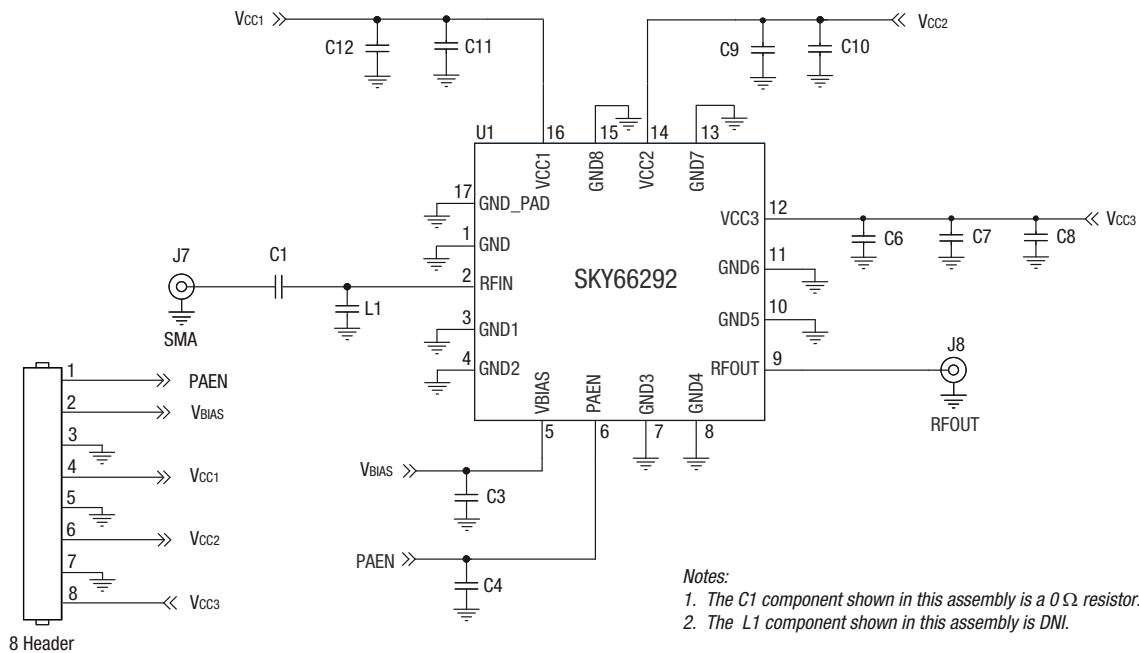 VCC1
C12
C11
C9
C10
VCC2
U1
16
15
14
13
VCC1
GND8
VCC2
GND7
17
GND_PAD
1
GND
2
RFIN
3
GND1
4
GND2
SKY66292
VCC3
12
GND6
11
GND5
10
RFOUT
9
C6
C7
C8
VCC3
J7
SMA
C1
L1
J8
RFOUT
VBIAS
PAEN
GND3
GND4
5
6
7
8
VBIAS
C3
PAEN
C4
1
PAEN
2
VBIAS
3
4
VCC1
5
6
VCC2
7
8
VCC3
8 Header
Notes:
1. The C1 component shown in this assembly is a 0 Ω resistor.
2. The L1 component shown in this assembly is DNI.